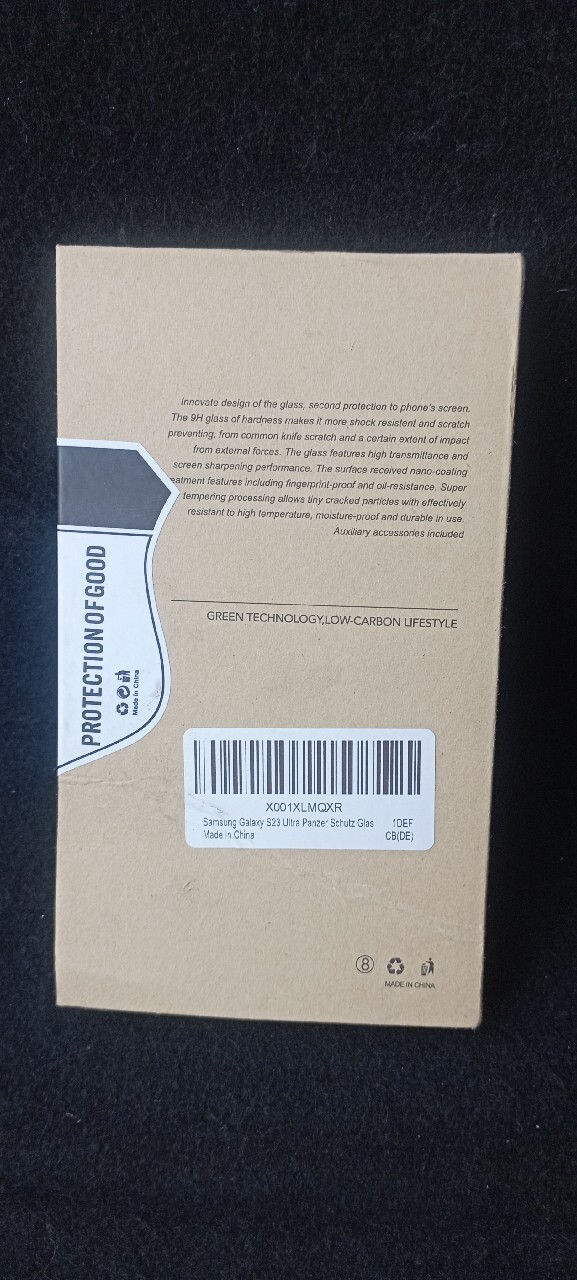 Innovate design of the glass, second protection to phone's screen.
The 9H glass of hardness makes it more shock resistent and scratch
preventing, from common knife scratch and a certain extent of impact
from external forces. The glass features high transmittance and
screen sharpening performance. The surface received nano-coating
eatment features including fingerprint-proof and oil-resistance. Super
tempering processing allows tiny cracked particles with effectively
resistant to high temperature, moisture-proof and durable in use.
Auxiliary accessories included
GREEN TECHNOLOGY,LOW-CARBON LIFESTYLE
PROTECTION OF GOOD
Made in China
X001XLMQXR
Samsung Galaxy S23 Ultra Panzer Schutz Glas 1DEF
Made in China CB(DE)
8
MADE IN CHINA